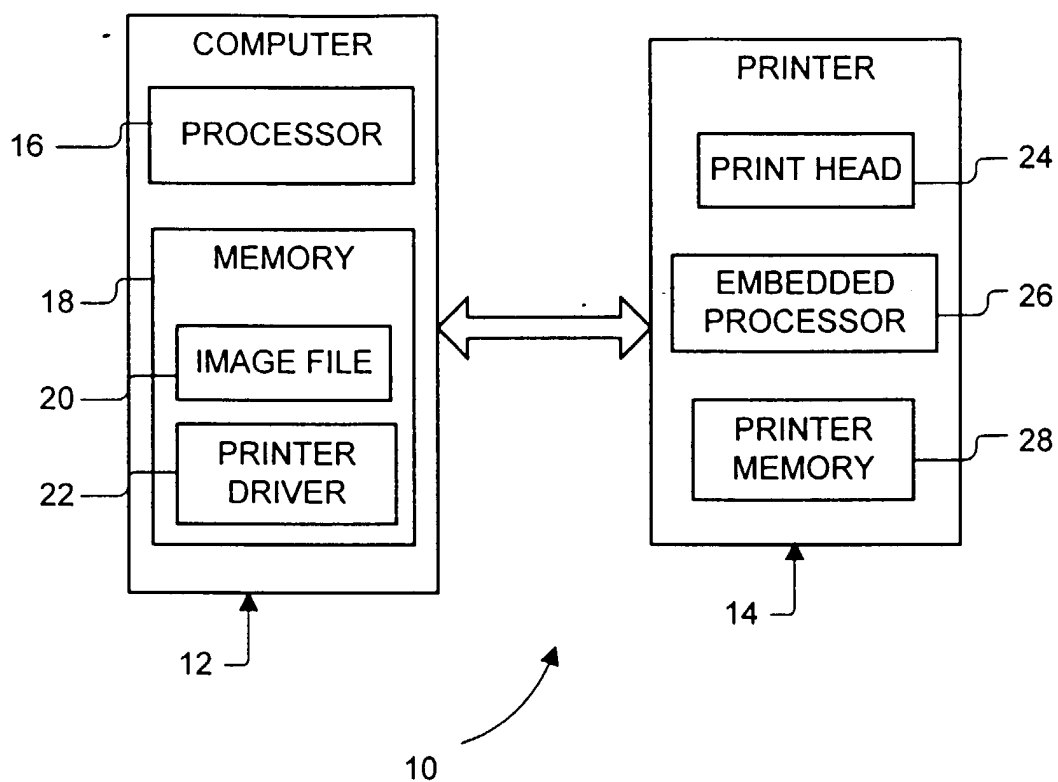 COMPUTER
PROCESSOR
16
MEMORY
18
IMAGE FILE
20
PRINTER
DRIVER
22
12
PRINTER
PRINT HEAD
24
EMBEDDED
PROCESSOR
26
PRINTER
MEMORY
28
14
10